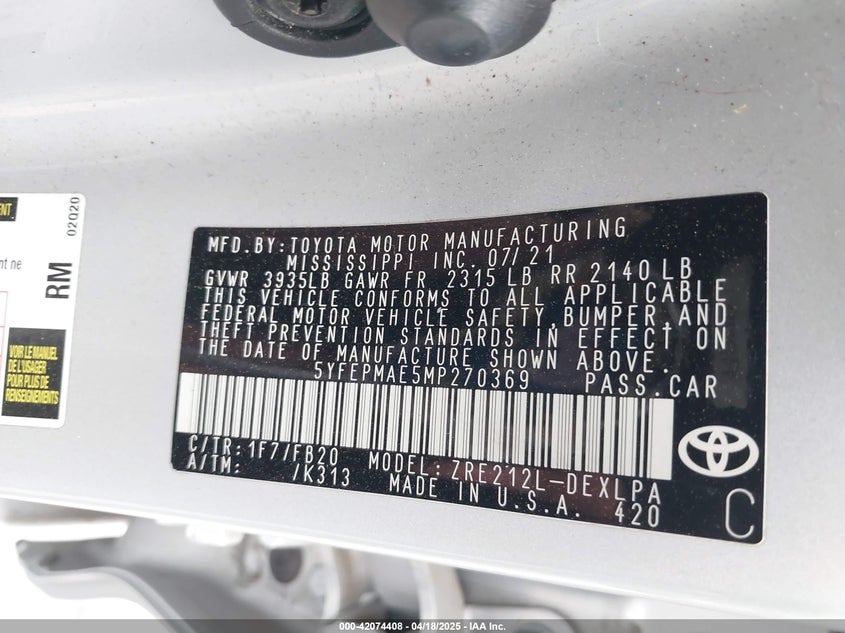 MFD.BY:TOYOTA MOTOR MANUFACTURING
MISSISSIPPI INC. 07/21
GVWR 3935LB GAWR FR 2315 LB RR 2140 LB
THIS VEHICLE CONFORMS TO ALL APPLICABLE
FEDERAL MOTOR VEHICLE SAFETY,BUMPER,AND
THEFT PREVENTION STANDARDS IN EFFECT ON
THE DATE OF MANUFACTURE SHOWN ABOVE.
5YFEPMAE5MP270369 PASS.CAR
C/TR:1F7/FB20 MODEL:ZRE212L-DEXLPA
A/TM: /K313 MADE IN U.S.A. 420
C
RM
02020
VOIR LE MANUEL
DE L'USAGER
POUR PLUS DE
RENSEIGNEMENTS
000-42074408 - 04/18/2025 - IAA Inc.